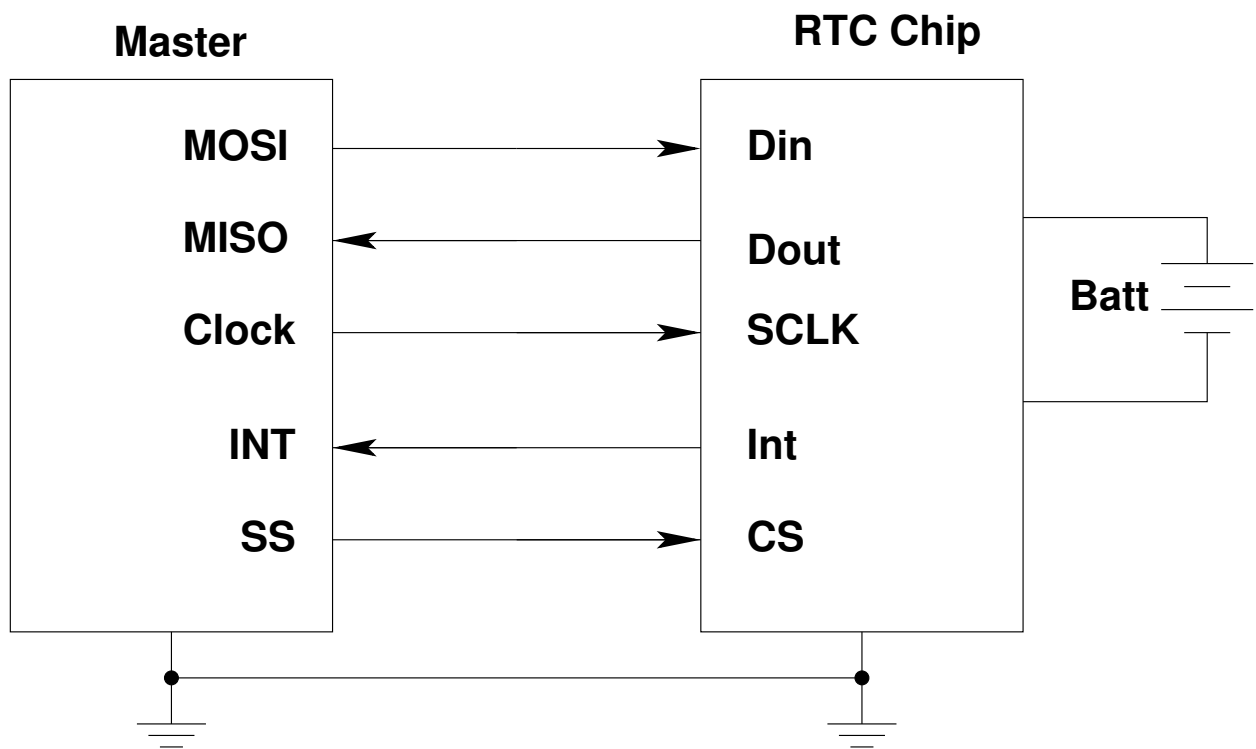 Master
RTC Chip
MOSI
Din
MISO
Dout
Clock
SCLK
Batt
INT
Int
SS
CS